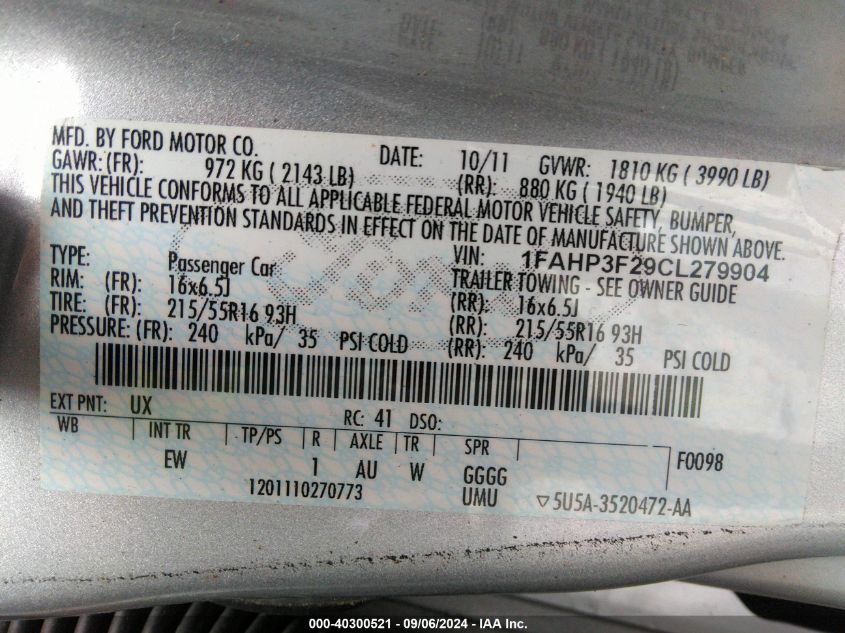 MFD. BY FORD MOTOR CO. DATE: 10/11 GVWR: 1810 KG ( 3990 LB)
GAWR: (FR): 972 KG ( 2143 LB) (RR): 880 KG ( 1940 LB)
THIS VEHICLE CONFORMS TO ALL APPLICABLE FEDERAL MOTOR VEHICLE SAFETY, BUMPER,
AND THEFT PREVENTION STANDARDS IN EFFECT ON THE DATE OF MANUFACTURE SHOWN ABOVE.
VIN: 1FAHP3F29CL279904
TYPE: Passenger Car TRAILER TOWING - SEE OWNER GUIDE
RIM: (FR): 16x6.5J (RR): 16x6.5J
TIRE: (FR): 215/55R16 93H (RR): 215/55R16 93H
PRESSURE: (FR): 240 kPa/ 35 PSI COLD (RR): 240 kPa/ 35 PSI COLD
EXT PNT: UX RC: 41 DSO:
WB INT TR TP/PS R AXLE TR SPR F0098
EW 1 AU W GGGG
1201110270773 UMU ▽5U5A-3520472-AA
000-40300521 - 09/06/2024 - IAA Inc.